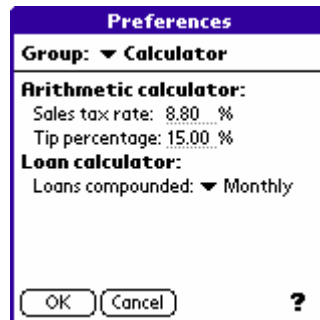 Preferences
Group: Calculator
Arithmetic calculator:
Sales tax rate: 8.80 %
Tip percentage: 15.00 %
Loan calculator:
Loans compounded: Monthly
OK Cancel ?